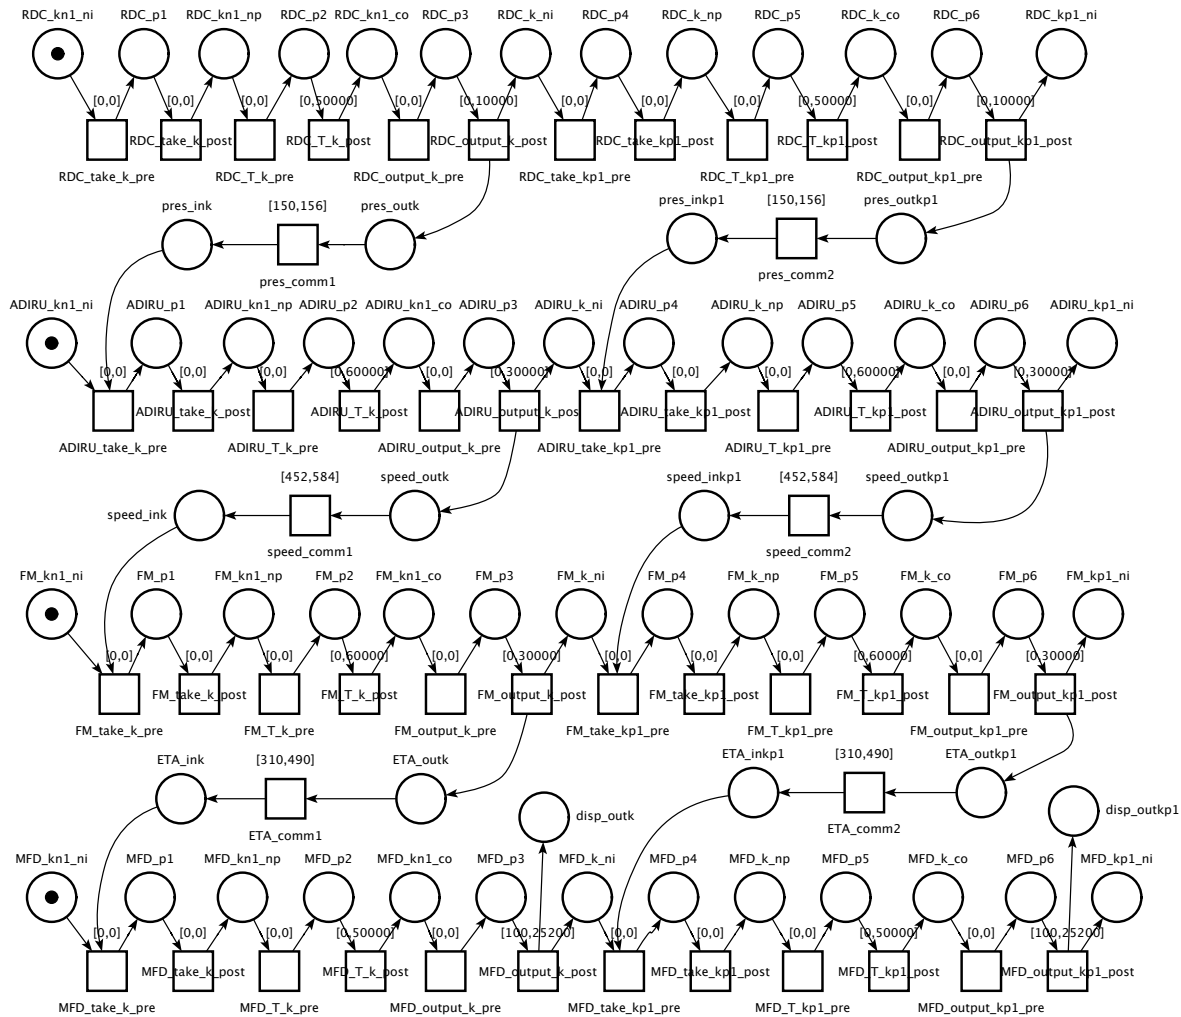 RDC_kn1_ni RDC_p1 RDC_kn1_np RDC_p2 RDC_kn1_co RDC_p3 RDC_k_ni RDC_p4 RDC_k_np RDC_p5 RDC_k_co RDC_p6 RDC_kp1_ni
[0,0] [0,0] [0,0] [0,50000] [0,0] [0,10000] [0,0] [0,0] [0,0] [0,50000] [0,0] [0,10000]
RDC_take_k_post RDC_T_k_post RDC_output_k_post RDC_take_kp1_post RDC_T_kp1_post RDC_output_kp1_post
RDC_take_k_pre RDC_T_k_pre RDC_output_k_pre RDC_take_kp1_pre RDC_T_kp1_pre RDC_output_kp1_pre
pres_ink [150,156] pres_outk pres_inkp1 [150,156] pres_outkp1
pres_comm1 pres_comm2
ADIRU_kn1_ni ADIRU_p1 ADIRU_kn1_np ADIRU_p2 ADIRU_kn1_co ADIRU_p3 ADIRU_k_ni ADIRU_p4 ADIRU_k_np ADIRU_p5 ADIRU_k_co ADIRU_p6 ADIRU_kp1_ni
[0,0] [0,0] [0,0] [0,60000] [0,0] [0,30000] [0,0] [0,0] [0,0] [0,60000] [0,0] [0,30000]
ADIRU_take_k_post ADIRU_T_k_post ADIRU_output_k_post ADIRU_take_kp1_post ADIRU_T_kp1_post ADIRU_output_kp1_post
ADIRU_take_k_pre ADIRU_T_k_pre ADIRU_output_k_pre ADIRU_take_kp1_pre ADIRU_T_kp1_pre ADIRU_output_kp1_pre
[452,584] speed_outk speed_inkp1 [452,584] speed_outkp1
speed_ink
speed_comm1 speed_comm2
FM_kn1_ni FM_p1 FM_kn1_np FM_p2 FM_kn1_co FM_p3 FM_k_ni FM_p4 FM_k_np FM_p5 FM_k_co FM_p6 FM_kp1_ni
[0,0] [0,0] [0,0] [0,60000] [0,0] [0,30000] [0,0] [0,0] [0,0] [0,60000] [0,0] [0,30000]
FM_take_k_post FM_T_k_post FM_output_k_post FM_take_kp1_post FM_T_kp1_post FM_output_kp1_post
FM_take_k_pre FM_T_k_pre FM_output_k_pre FM_take_kp1_pre FM_T_kp1_pre FM_output_kp1_pre
ETA_ink [310,490] ETA_outk ETA_inkp1 [310,490] ETA_outkp1
disp_outk disp_outkp1
ETA_comm1 ETA_comm2
MFD_kn1_ni MFD_p1 MFD_kn1_np MFD_p2 MFD_kn1_co MFD_p3 MFD_k_ni MFD_p4 MFD_k_np MFD_p5 MFD_k_co MFD_p6 MFD_kp1_ni
[0,0] [0,0] [0,0] [0,50000] [0,0] [100,25200] [0,0] [0,0] [0,0] [0,50000] [0,0] [100,25200]
MFD_take_k_post MFD_T_k_post MFD_output_k_post MFD_take_kp1_post MFD_T_kp1_post MFD_output_kp1_post
MFD_take_k_pre MFD_T_k_pre MFD_output_k_pre MFD_take_kp1_pre MFD_T_kp1_pre MFD_output_kp1_pre